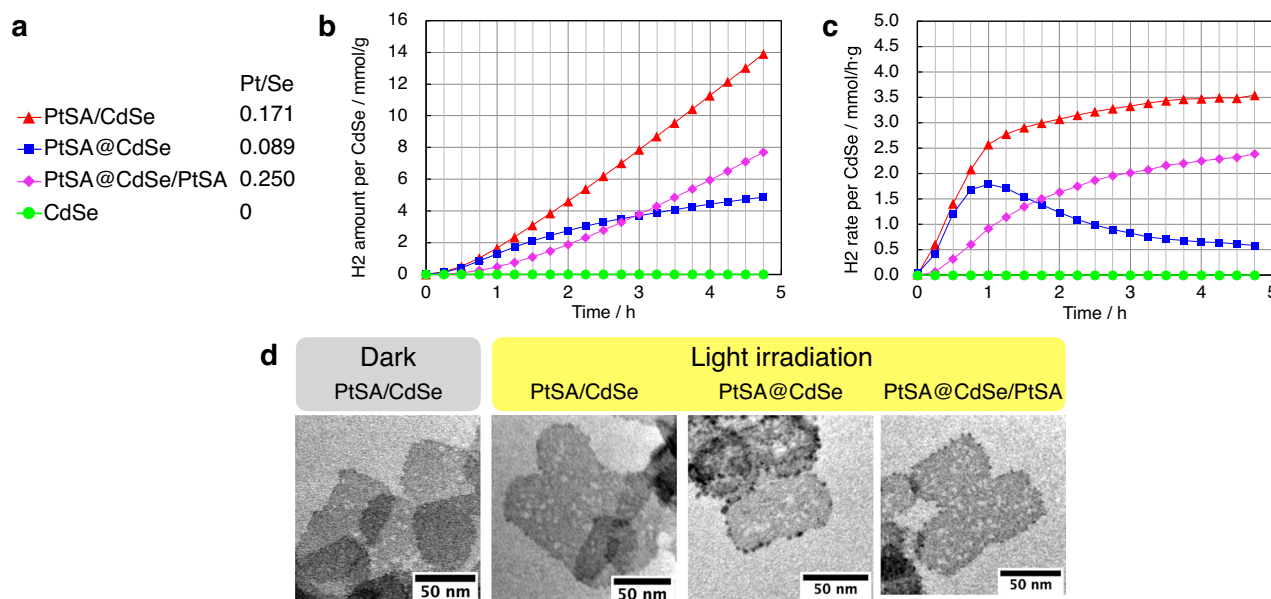 a
Pt/Se
PtSA/CdSe 0.171
PtSA@CdSe 0.089
PtSA@CdSe/PtSA 0.250
CdSe 0
b
H2 amount per CdSe / mmol/g
16
14
12
10
8
6
4
2
0
0 1 2 3 4 5
Time / h
c
H2 rate per CdSe / mmol/h·g
5.0
4.5
4.0
3.5
3.0
2.5
2.0
1.5
1.0
0.5
0.0
0 1 2 3 4 5
Time / h
d
Dark
PtSA/CdSe
Light irradiation
PtSA/CdSe PtSA@CdSe PtSA@CdSe/PtSA
50 nm 50 nm 50 nm 50 nm